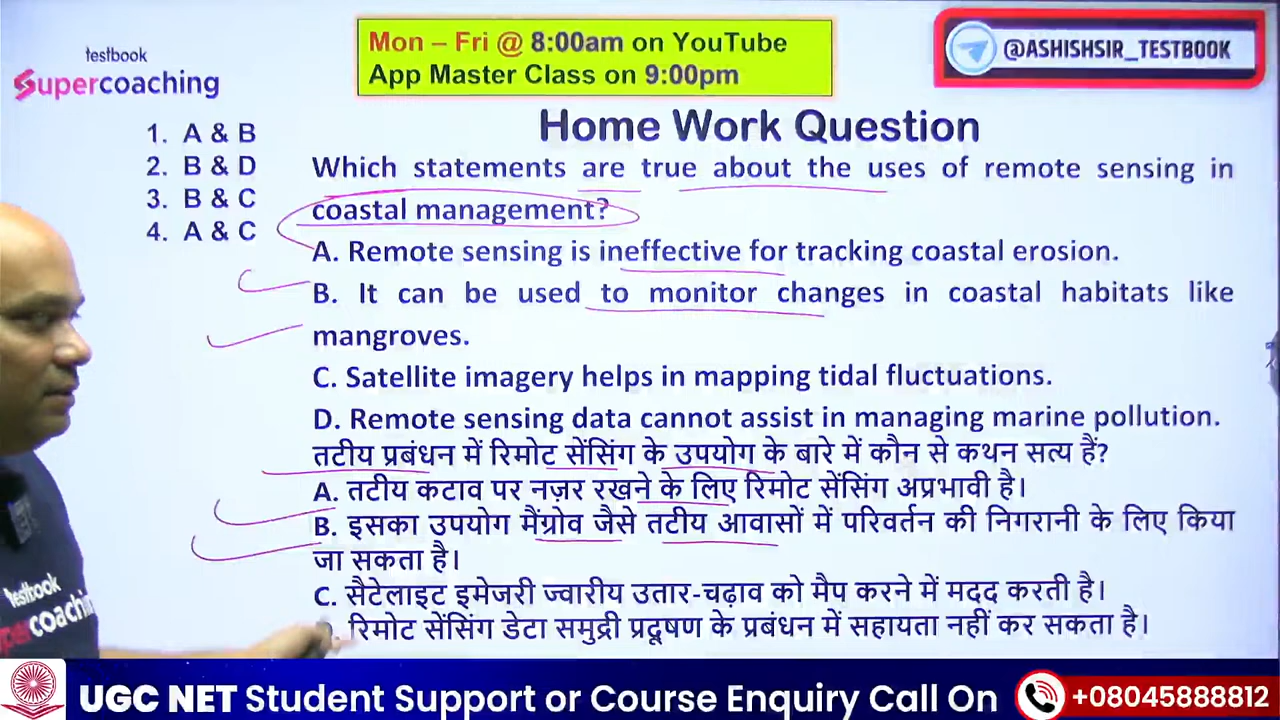 testbook
Supercoaching
Mon – Fri @ 8:00am on YouTube
App Master Class on 9:00pm
@ASHISHSIR_TESTBOOK
1. A & B
2. B & D
3. B & C
4. A & C
Home Work Question
Which statements are true about the uses of remote sensing in
coastal management?
A. Remote sensing is ineffective for tracking coastal erosion.
B. It can be used to monitor changes in coastal habitats like
mangroves.
C. Satellite imagery helps in mapping tidal fluctuations.
D. Remote sensing data cannot assist in managing marine pollution.
तटीय प्रबंधन में रिमोट सेंसिंग के उपयोग के बारे में कौन से कथन सत्य हैं?
A. तटीय कटाव पर नज़र रखने के लिए रिमोट सेंसिंग अप्रभावी है।
B. इसका उपयोग मैंग्रोव जैसे तटीय आवासों में परिवर्तन की निगरानी के लिए किया
जा सकता है।
C. सैटेलाइट इमेजरी ज्वारीय उतार-चढ़ाव को मैप करने में मदद करती है।
रिमोट सेंसिंग डेटा समुद्री प्रदूषण के प्रबंधन में सहायता नहीं कर सकता है।
testbook
UGC NET Student Support or Course Enquiry Call On
+08045888812